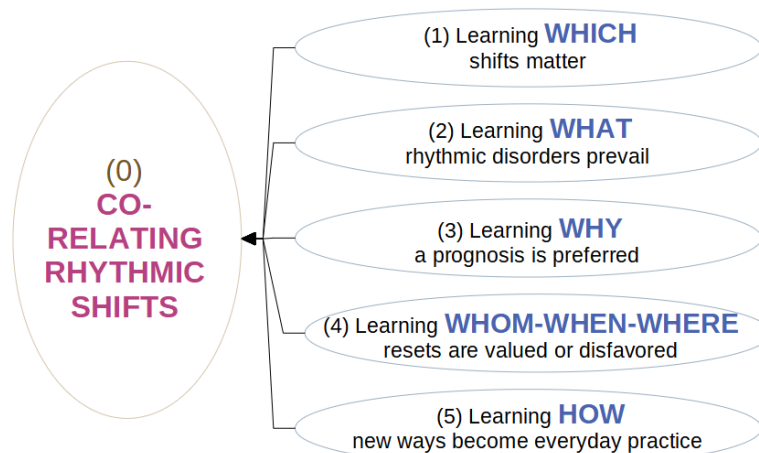 (0)
CO-
RELATING
RHYTHMIC
SHIFTS
(1) Learning WHICH
shifts matter
(2) Learning WHAT
rhythmic disorders prevail
(3) Learning WHY
a prognosis is preferred
(4) Learning WHOM-WHEN-WHERE
resets are valued or disfavored
(5) Learning HOW
new ways become everyday practice